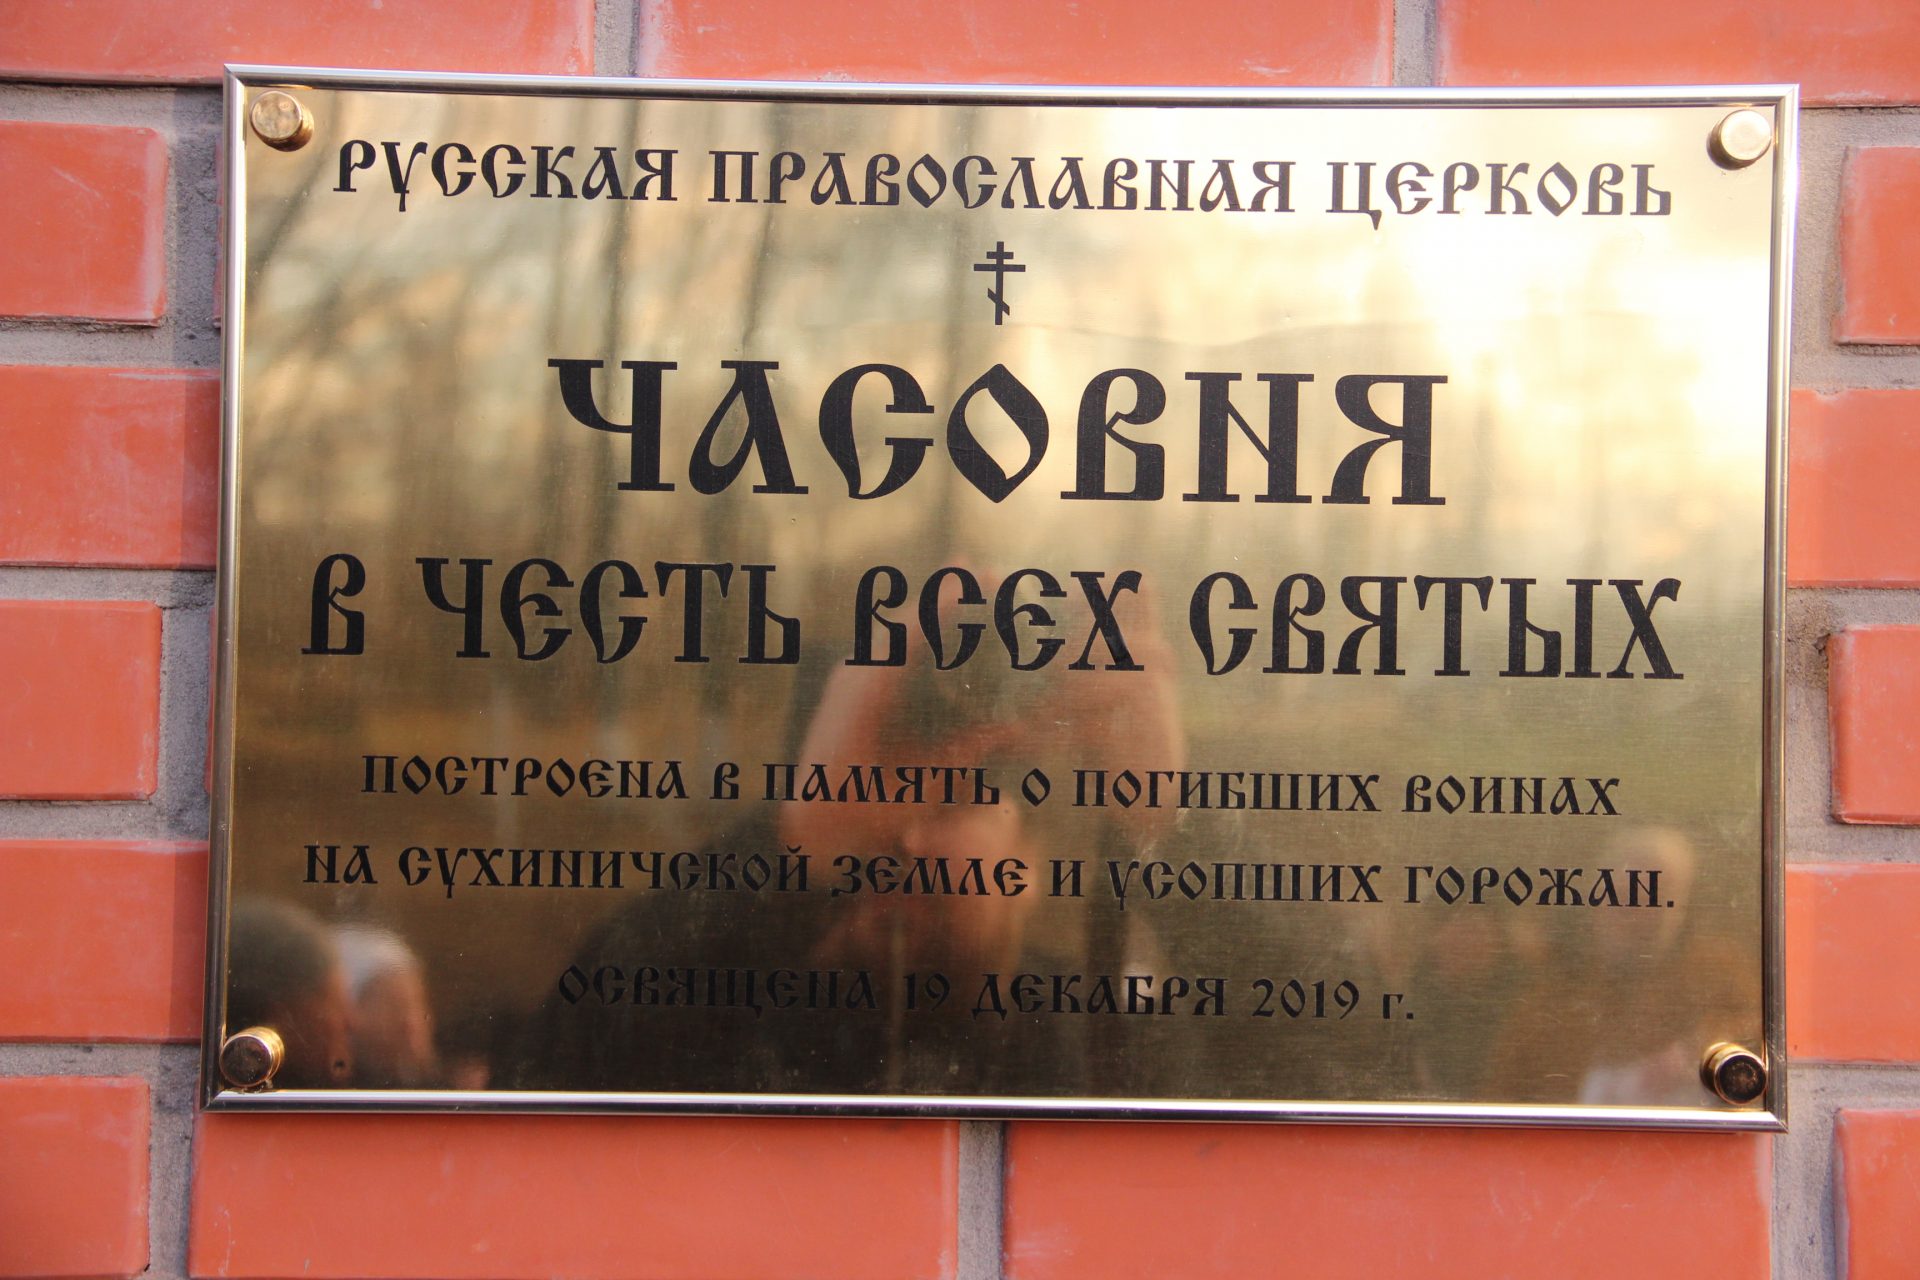 РУССКАЯ ПРАВОСЛАВНАЯ ЦЕРКОВЬ
ЧАСОВНЯ
В ЧЕСТЬ ВСЕХ СВЯТЫХ
ПОСТРОЕНА В ПАМЯТЬ О ПОГИБШИХ ВОИНАХ
НА СУХИНИЧСКОЙ ЗЕМЛЕ И УСОПШИХ ГОРОЖАН.
ОСВЯЩЕНА 19 ДЕКАБРЯ 2019 г.